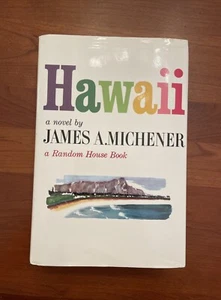 Hawaii
a novel by
JAMES A.MICHENER
a Random House Book